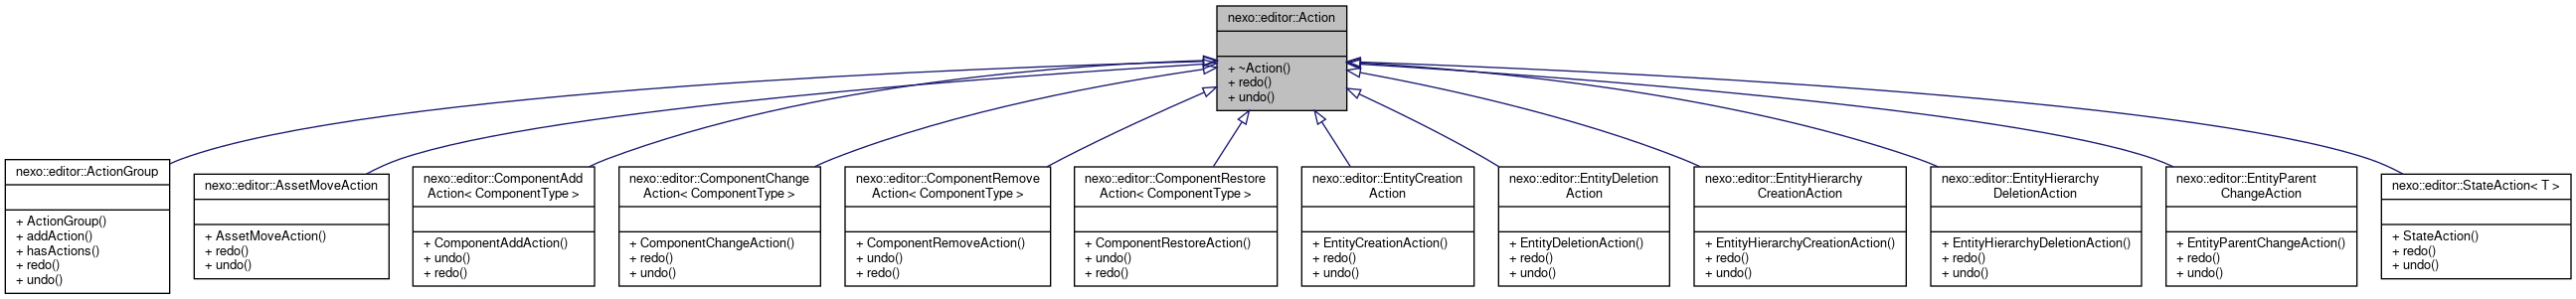 nexo::editor::Action
+ ~Action()
+ redo()
+ undo()
nexo::editor::ActionGroup
+ ActionGroup()
+ addAction()
+ hasActions()
+ redo()
+ undo()
nexo::editor::AssetMoveAction
+ AssetMoveAction()
+ redo()
+ undo()
nexo::editor::ComponentAdd
Action< ComponentType >
+ ComponentAddAction()
+ undo()
+ redo()
nexo::editor::ComponentChange
Action< ComponentType >
+ ComponentChangeAction()
+ redo()
+ undo()
nexo::editor::ComponentRemove
Action< ComponentType >
+ ComponentRemoveAction()
+ undo()
+ redo()
nexo::editor::ComponentRestore
Action< ComponentType >
+ ComponentRestoreAction()
+ undo()
+ redo()
nexo::editor::EntityCreation
Action
+ EntityCreationAction()
+ redo()
+ undo()
nexo::editor::EntityDeletion
Action
+ EntityDeletionAction()
+ redo()
+ undo()
nexo::editor::EntityHierarchy
CreationAction
+ EntityHierarchyCreationAction()
+ redo()
+ undo()
nexo::editor::EntityHierarchy
DeletionAction
+ EntityHierarchyDeletionAction()
+ redo()
+ undo()
nexo::editor::EntityParent
ChangeAction
+ EntityParentChangeAction()
+ redo()
+ undo()
nexo::editor::StateAction< T >
+ StateAction()
+ redo()
+ undo()